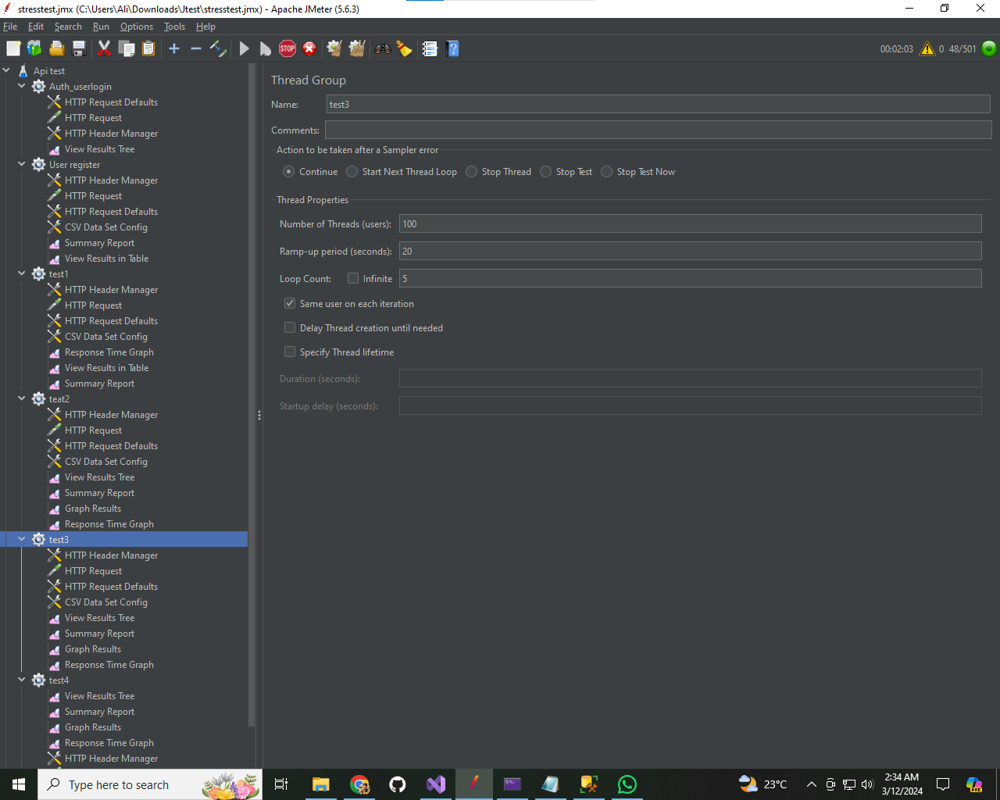 stresstest.jmx (C:\Users\Ali\Downloads\Jtest\stresstest.jmx) - Apache JMeter (5.6.3)
File Edit Search Run Options Tools Help
STOP
00:02:03 0 48/501
Api test
Auth_userlogin
HTTP Request Defaults
HTTP Request
HTTP Header Manager
View Results Tree
User register
HTTP Header Manager
HTTP Request
HTTP Request Defaults
CSV Data Set Config
Summary Report
View Results in Table
test1
HTTP Header Manager
HTTP Request
HTTP Request Defaults
CSV Data Set Config
Response Time Graph
View Results in Table
Summary Report
teat2
HTTP Header Manager
HTTP Request
HTTP Request Defaults
CSV Data Set Config
View Results Tree
Summary Report
Graph Results
Response Time Graph
test3
HTTP Header Manager
HTTP Request
HTTP Request Defaults
CSV Data Set Config
View Results Tree
Summary Report
Graph Results
Response Time Graph
test4
View Results Tree
Summary Report
Graph Results
Response Time Graph
HTTP Header Manager
Thread Group
Name: test3
Comments:
Action to be taken after a Sampler error
Continue Start Next Thread Loop Stop Thread Stop Test Stop Test Now
Thread Properties
Number of Threads (users): 100
Ramp-up period (seconds): 20
Loop Count: Infinite 5
Same user on each iteration
Delay Thread creation until needed
Specify Thread lifetime
Duration (seconds):
Startup delay (seconds):
Type here to search
23°C
2:34 AM
3/12/2024
PRE